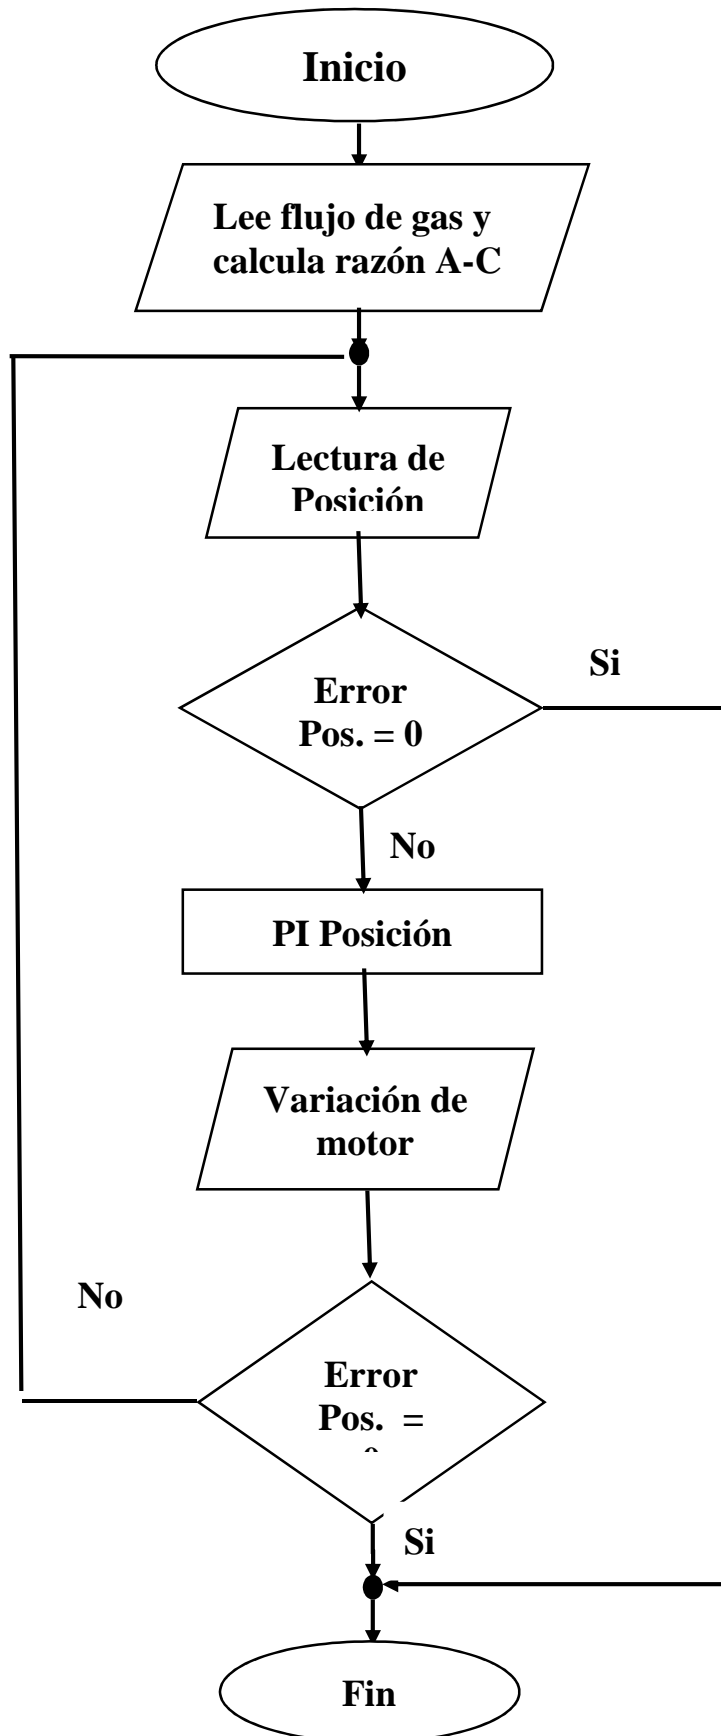 Inicio
Lee flujo de gas y
calcula razón A-C
Lectura de
Posición
Si
Error
Pos. = 0
No
PI Posición
Variación de
motor
No
Error
Pos. =
Si
Fin